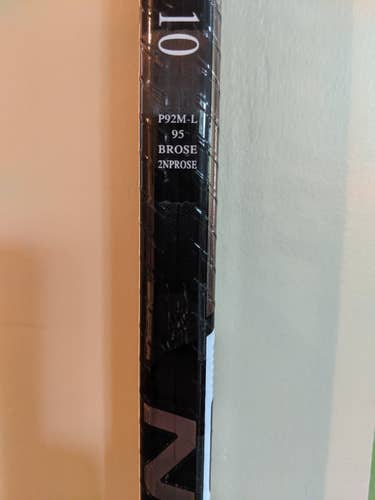 10
P92M-L
95
BROSE
2NPROSE
N